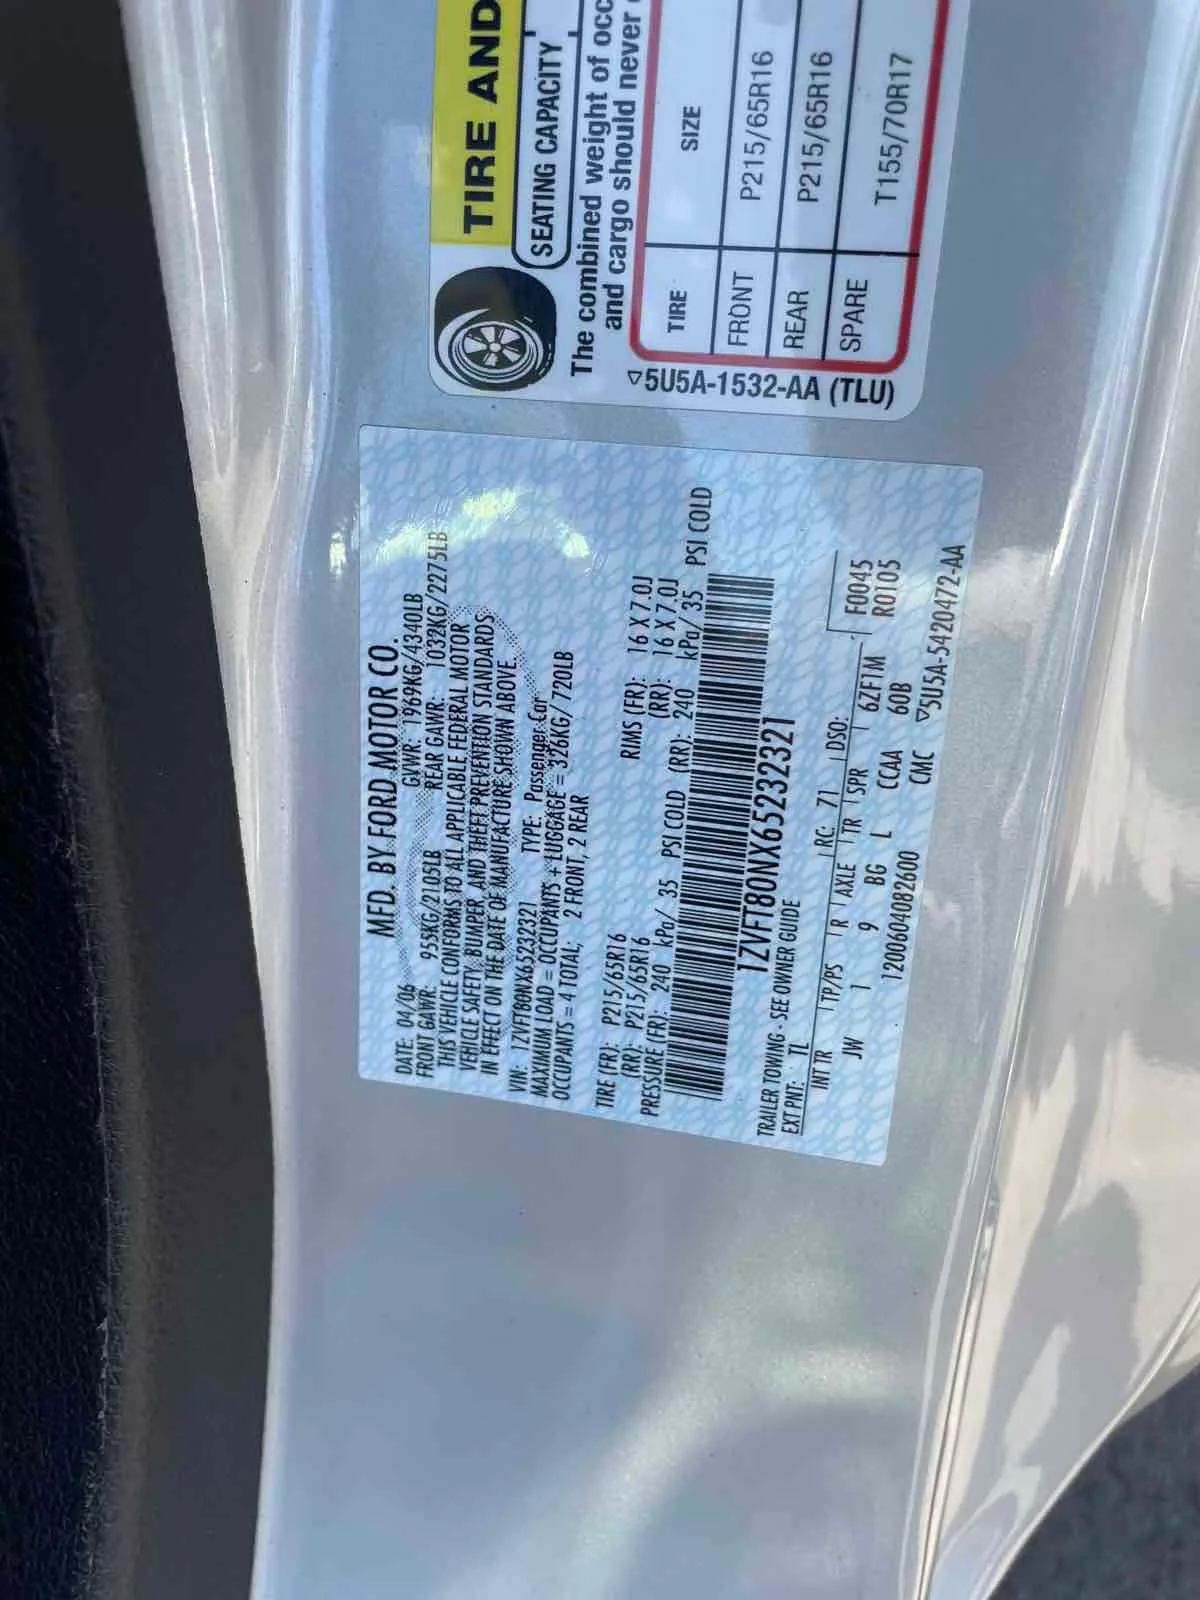 TIRE AND
SEATING CAPACITY
The combined weight of occ
and cargo should never
TIRE SIZE
FRONT P215/65R16
REAR P215/65R16
SPARE T155/70R17
▽5U5A-1532-AA (TLU)
MFD. BY FORD MOTOR CO.
DATE: 04/06 GVWR: 1969KG/4340LB
FRONT GAWR: 955KG/2105LB REAR GAWR: 1032KG/2275LB
THIS VEHICLE CONFORMS TO ALL APPLICABLE FEDERAL MOTOR
VEHICLE SAFETY, BUMPER, AND THEFT PREVENTION STANDARDS
IN EFFECT ON THE DATE OF MANUFACTURE SHOWN ABOVE.
VIN: 1ZVFT80NX65232321 TYPE: Passenger Car
MAXIMUM LOAD = OCCUPANTS + LUGGAGE = 326KG/720LB
OCCUPANTS = 4 TOTAL; 2 FRONT, 2 REAR
TIRE (FR): P215/65R16 RIMS (FR): 16 X 7.0J
(RR): P215/65R16 (RR): 16 X 7.0J
PRESSURE (FR): 240 kPa/ 35 PSI COLD (RR): 240 kPa/ 35 PSI COLD
1ZVFT80NX65232321
TRAILER TOWING - SEE OWNER GUIDE
EXT PNT: TL RC: 71 DSO: F0045
INT TR TP/PS R AXLE TR SPR 6ZF1M R0105
JW 1 9 BG L CCAA 60B
1200604082600 CMC ▽5U5A-5420472-AA